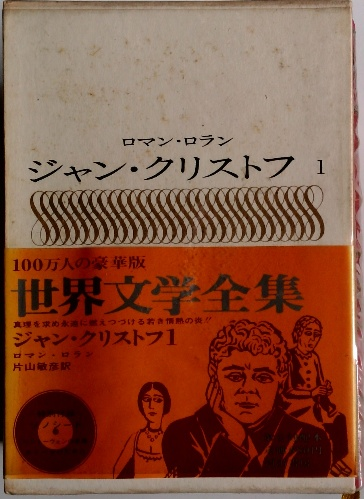 ロマン・ロラン
ジャン・クリストフ 1
100万人の豪華版
世界文学全集
真理を求め永遠に燃えつづける若き情熱の炎!!
ジャン・クリストフ1
ロマン・ロラン
片山敏彦訳